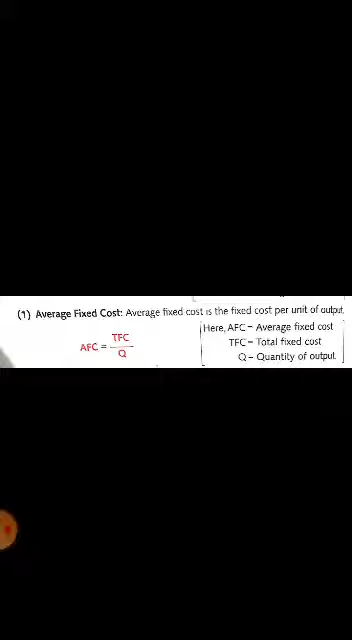 (1) Average Fixed Cost: Average fixed cost is the fixed cost per unit of output.
AFC = TFC / Q
Here, AFC – Average fixed cost
TFC – Total fixed cost
Q – Quantity of output